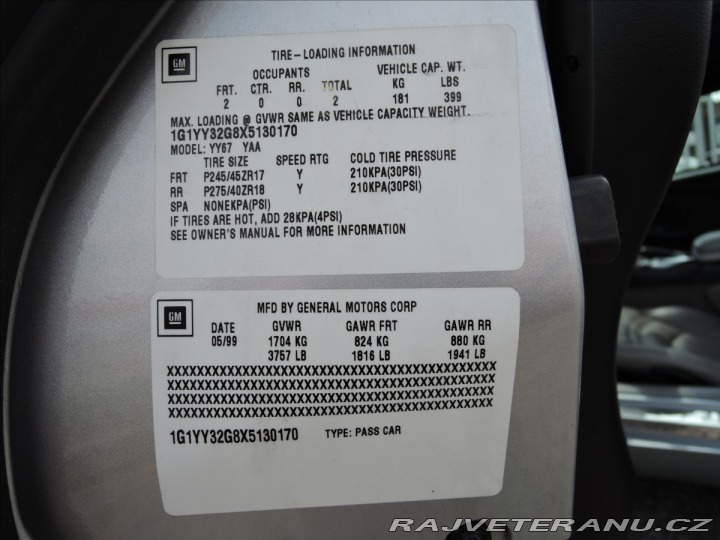 GM
TIRE-LOADING INFORMATION
OCCUPANTS VEHICLE CAP. WT.
FRT. CTR. RR. TOTAL KG LBS
2 0 0 2 181 399
MAX. LOADING @ GVWR SAME AS VEHICLE CAPACITY WEIGHT.
1G1YY32G8X5130170
MODEL: YY67 YAA
TIRE SIZE SPEED RTG COLD TIRE PRESSURE
FRT P245/45ZR17 Y 210KPA(30PSI)
RR P275/40ZR18 Y 210KPA(30PSI)
SPA NONEKPA(PSI)
IF TIRES ARE HOT, ADD 28KPA(4PSI)
SEE OWNER'S MANUAL FOR MORE INFORMATION
GM
MFD BY GENERAL MOTORS CORP
DATE GVWR GAWR FRT GAWR RR
05/99 1704 KG 824 KG 880 KG
3757 LB 1816 LB 1941 LB
XXXXXXXXXXXXXXXXXXXXXXXXXXXXXXXXXXXXXXXXXXXXXXXXXX
XXXXXXXXXXXXXXXXXXXXXXXXXXXXXXXXXXXXXXXXXXXXXXXXXX
XXXXXXXXXXXXXXXXXXXXXXXXXXXXXXXXXXXXXXXXXXXXXXXXXX
XXXXXXXXXXXXXXXXXXXXXXXXXXXXXXXXXXXXXXXXXXXXXXXXXX
1G1YY32G8X5130170 TYPE: PASS CAR
RAJVETERANU.CZ